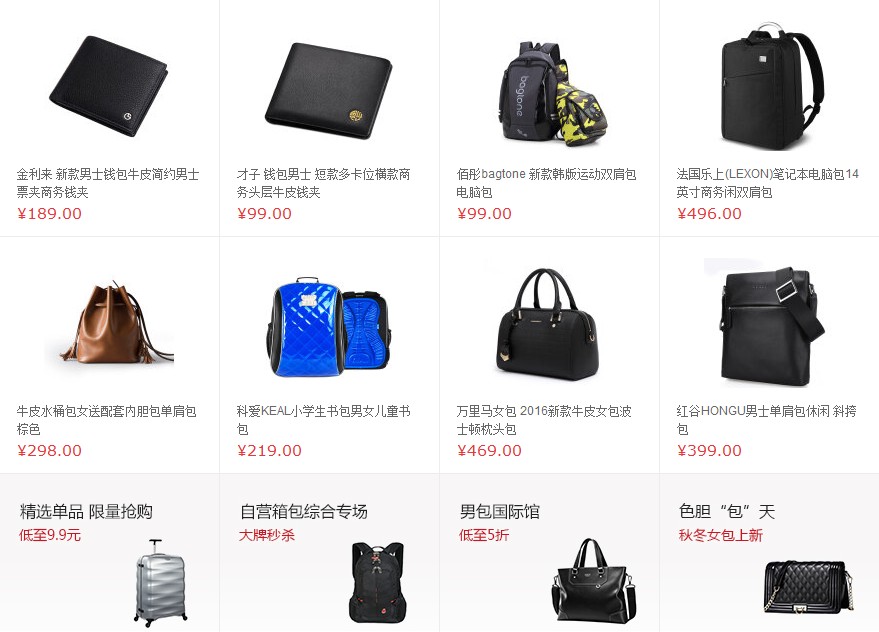 金利来 新款男士钱包牛皮简约男士
票夹商务钱夹
¥189.00
才子 钱包男士 短款多卡位横款商
务头层牛皮钱夹
¥99.00
bagtone
佰彤bagtone 新款韩版运动双肩包
电脑包
¥99.00
法国乐上(LEXON)笔记本电脑包14
英寸商务闲双肩包
¥496.00
牛皮水桶包女送配套内胆包单肩包
棕色
¥298.00
科爱KEAL小学生书包男女儿童书
包
¥219.00
万里马女包 2016新款牛皮女包波
士顿枕头包
¥469.00
红谷HONGU男士单肩包休闲 斜挎
包
¥399.00
精选单品 限量抢购
低至9.9元
自营箱包综合专场
大牌秒杀
男包国际馆
低至5折
色胆“包”天
秋冬女包上新